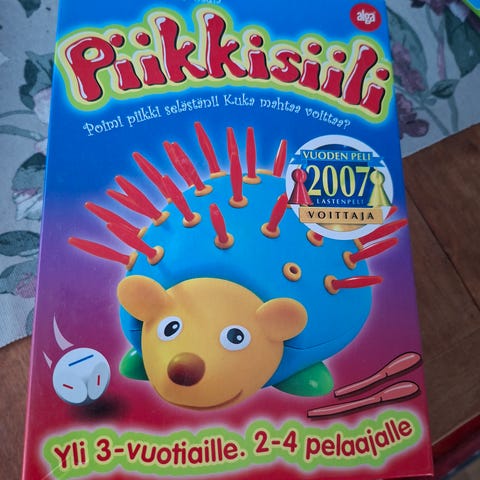 alga
Piikkisiili
Poimi piikki selästäni! Kuka mahtaa voittaa?
VUODEN PELI
2007
LASTENPELI
VOITTAJA
Yli 3-vuotiaille. 2-4 pelaajalle